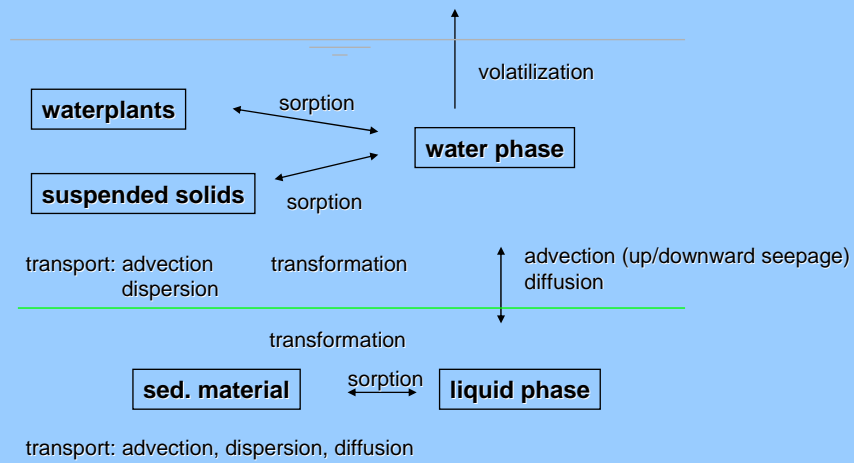 volatilization
waterplants
sorption
water phase
suspended solids
sorption
transport: advection
dispersion
transformation
advection (up/downward seepage)
diffusion
transformation
sed. material
sorption
liquid phase
transport: advection, dispersion, diffusion